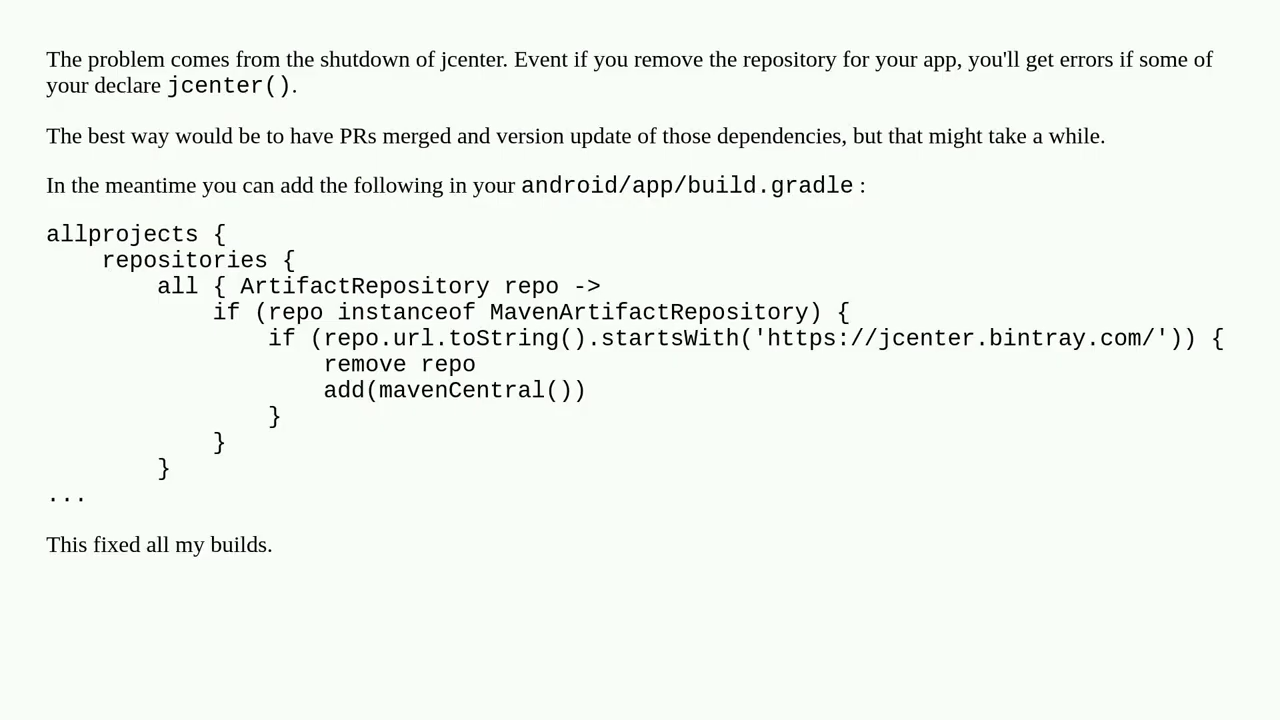 The problem comes from the shutdown of jcenter. Event if you remove the repository for your app, you'll get errors if some of
your declare jcenter().
The best way would be to have PRs merged and version update of those dependencies, but that might take a while.
In the meantime you can add the following in your android/app/build.gradle :
allprojects {
    repositories {
        all { ArtifactRepository repo ->
            if (repo instanceof MavenArtifactRepository) {
                if (repo.url.toString().startsWith('https://jcenter.bintray.com/')) {
                    remove repo
                    add(mavenCentral())
                }
            }
        }
...
This fixed all my builds.